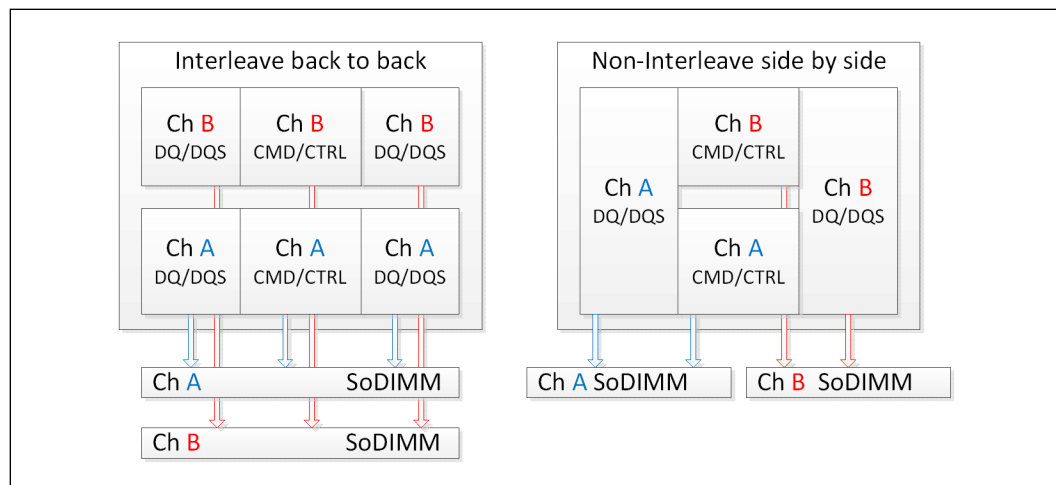 Interleave back to back
Ch B
DQ/DQS
Ch B
CMD/CTRL
Ch B
DQ/DQS
Ch A
DQ/DQS
Ch A
CMD/CTRL
Ch A
DQ/DQS
Ch A SoDIMM
Ch B SoDIMM
Non-Interleave side by side
Ch A
DQ/DQS
Ch B
CMD/CTRL
Ch A
CMD/CTRL
Ch B
DQ/DQS
Ch A SoDIMM
Ch B SoDIMM